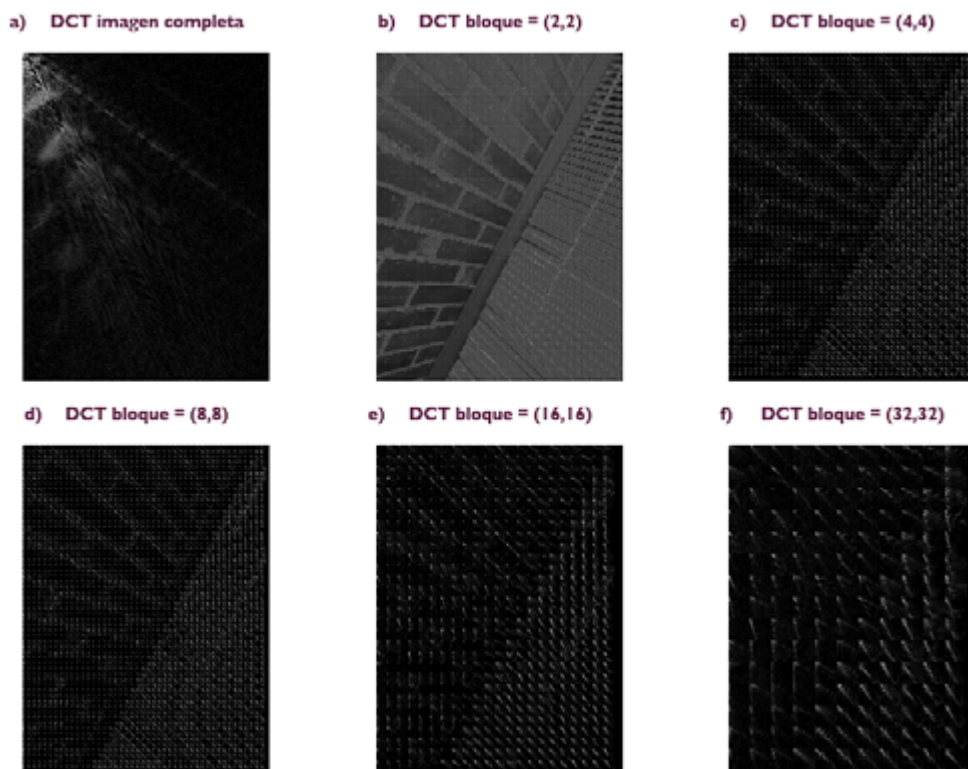 a) DCT imagen completa
b) DCT bloque = (2,2)
c) DCT bloque = (4,4)
d) DCT bloque = (8,8)
e) DCT bloque = (16,16)
f) DCT bloque = (32,32)